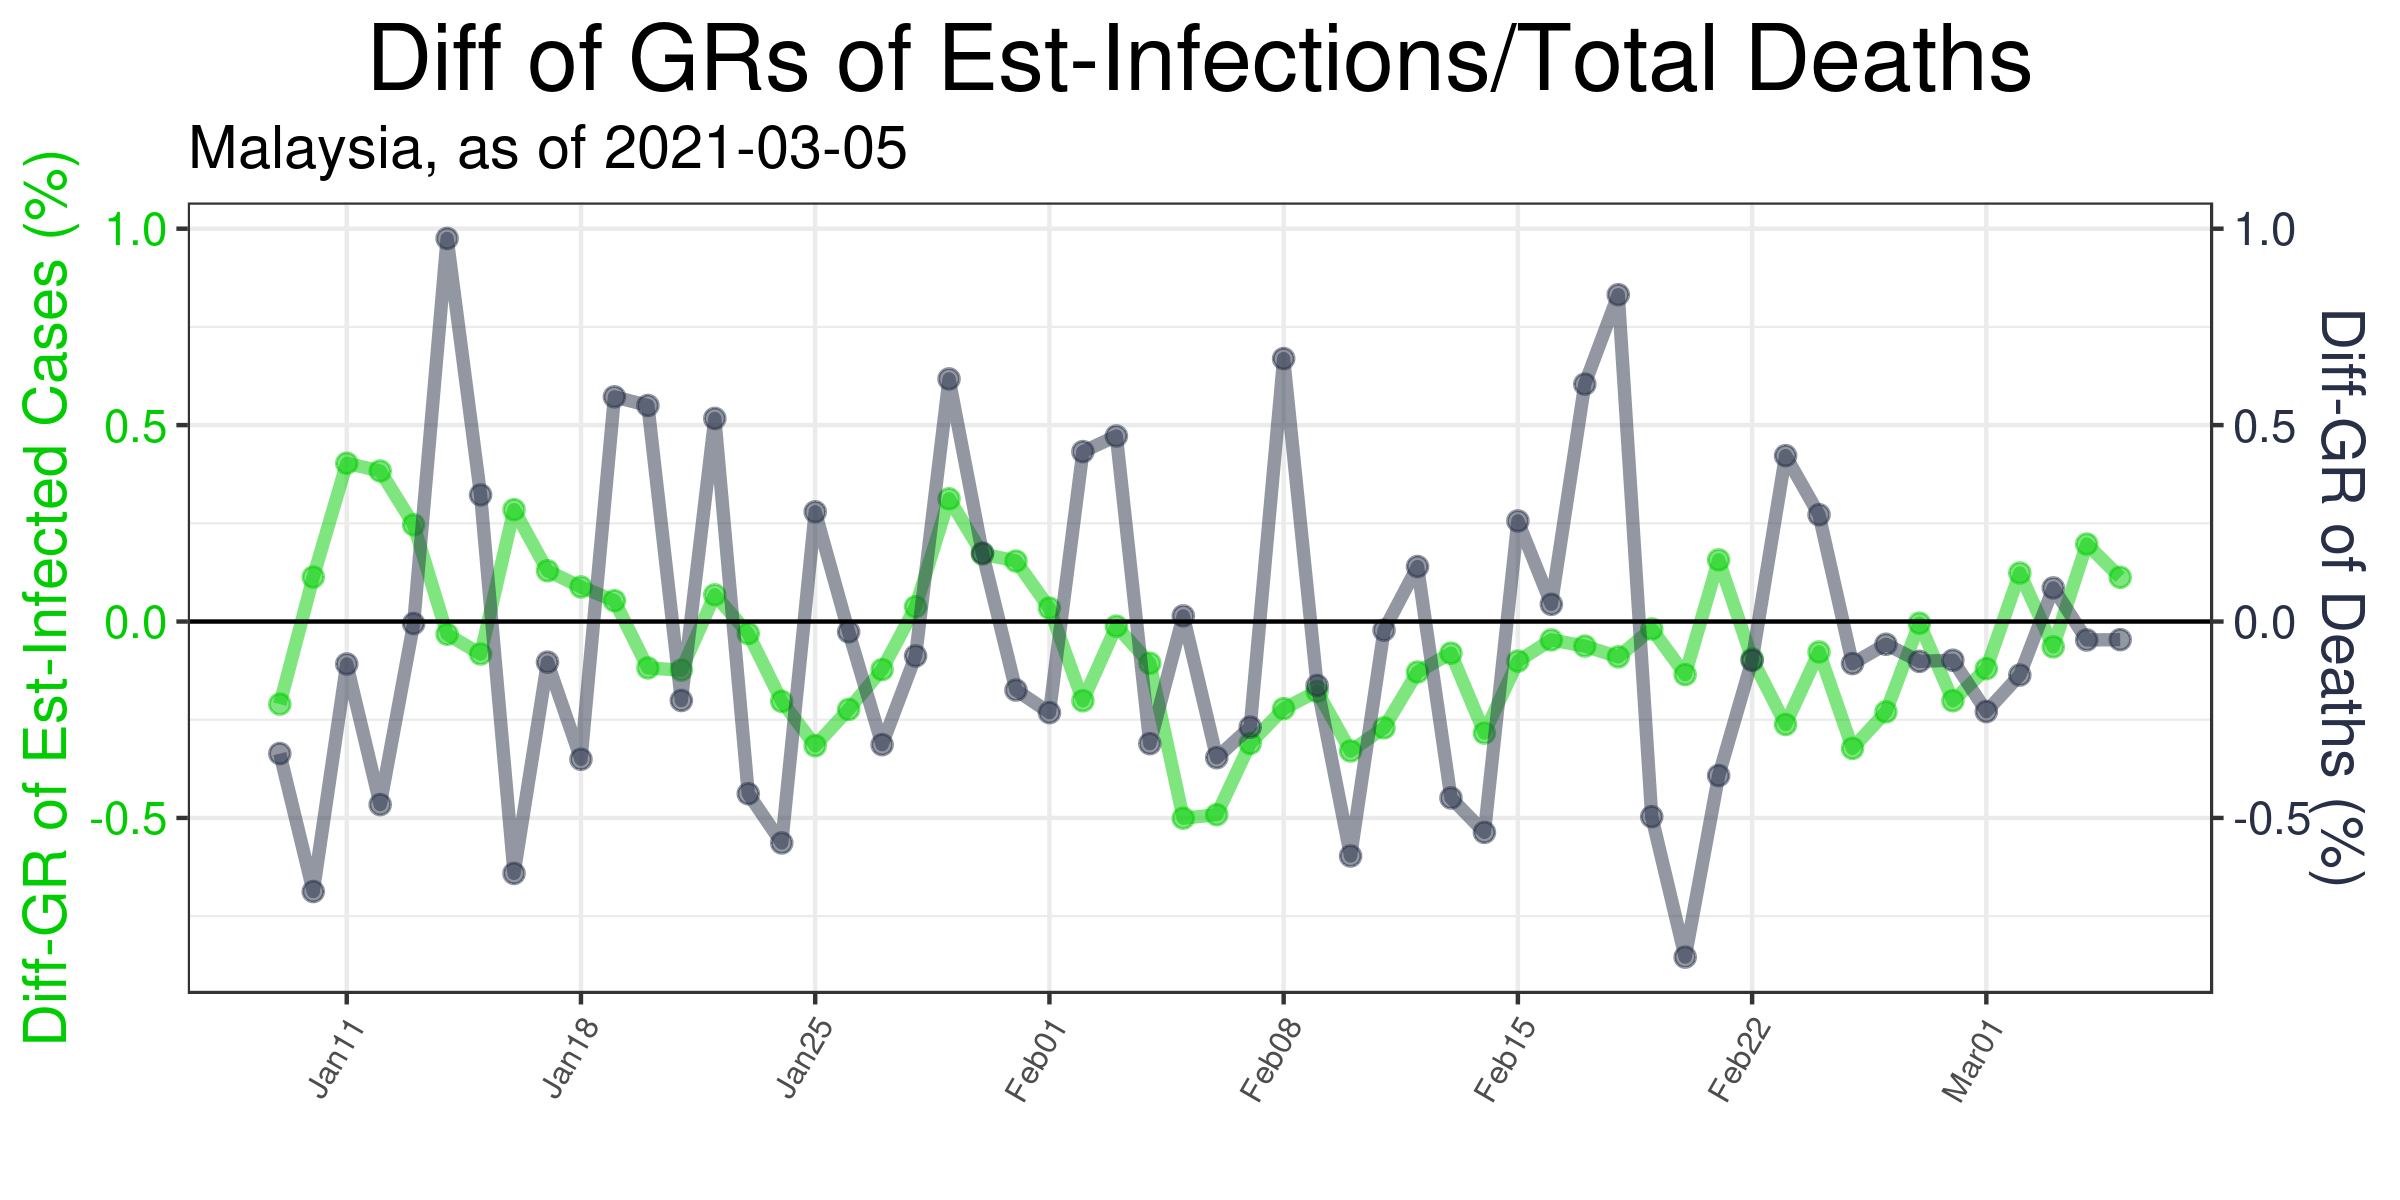 Diff of GRs of Est-Infections/Total Deaths
Malaysia, as of 2021-03-05
Diff-GR of Est-Infected Cases (%)
1.0
0.5
0.0
-0.5
1.0
0.5
0.0
-0.5
Diff-GR of Deaths (%)
Jan11
Jan18
Jan25
Feb01
Feb08
Feb15
Feb22
Mar01